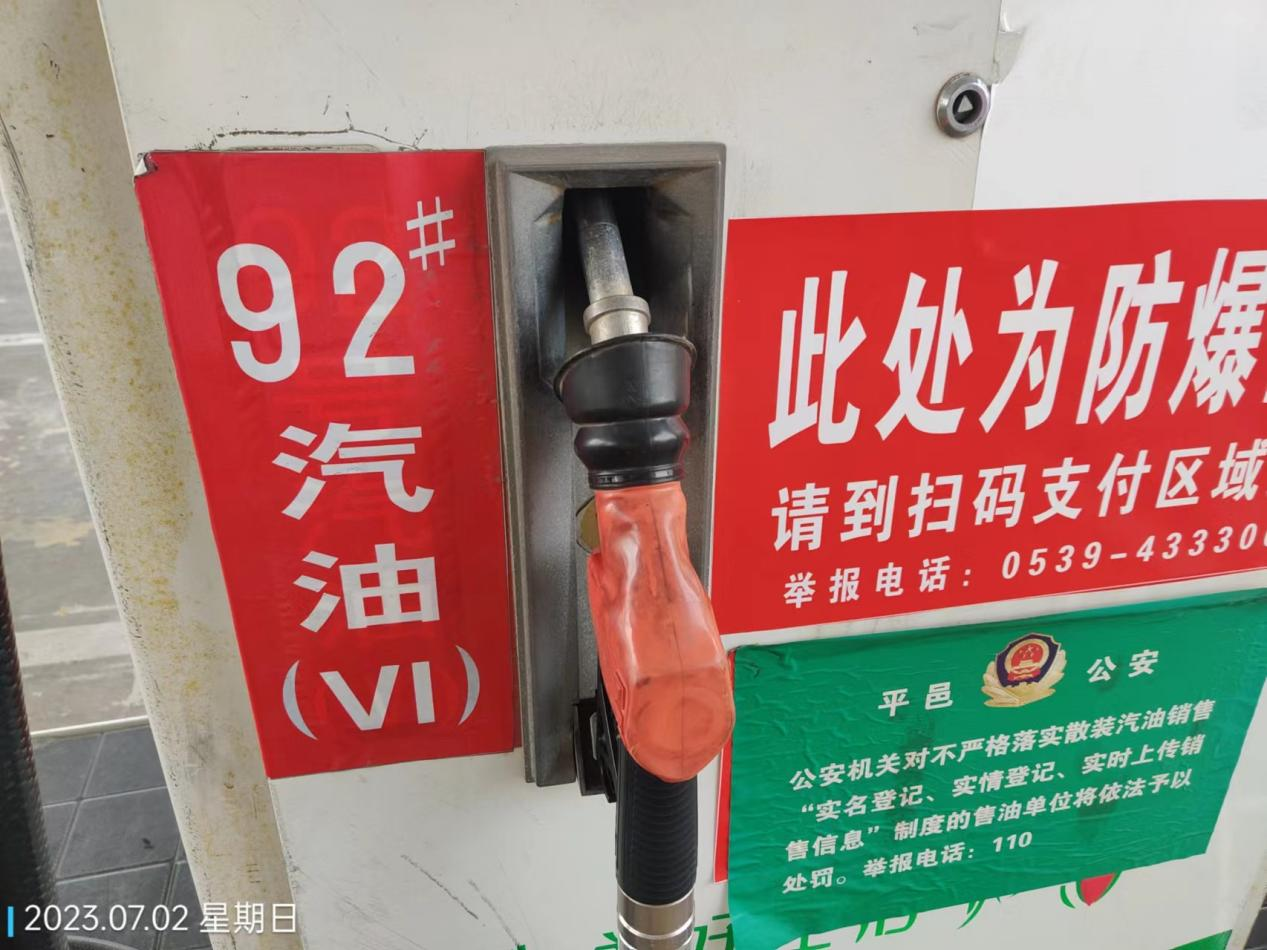 92#
汽
油
(VI)
此处为防爆
请到扫码支付区域
举报电话：0539-43330
平邑 公安
公安机关对不严格落实散装汽油销售
“实名登记、实情登记、实时上传销
售信息”制度的售油单位将依法予以
处罚。举报电话：110
2023.07.02 星期日